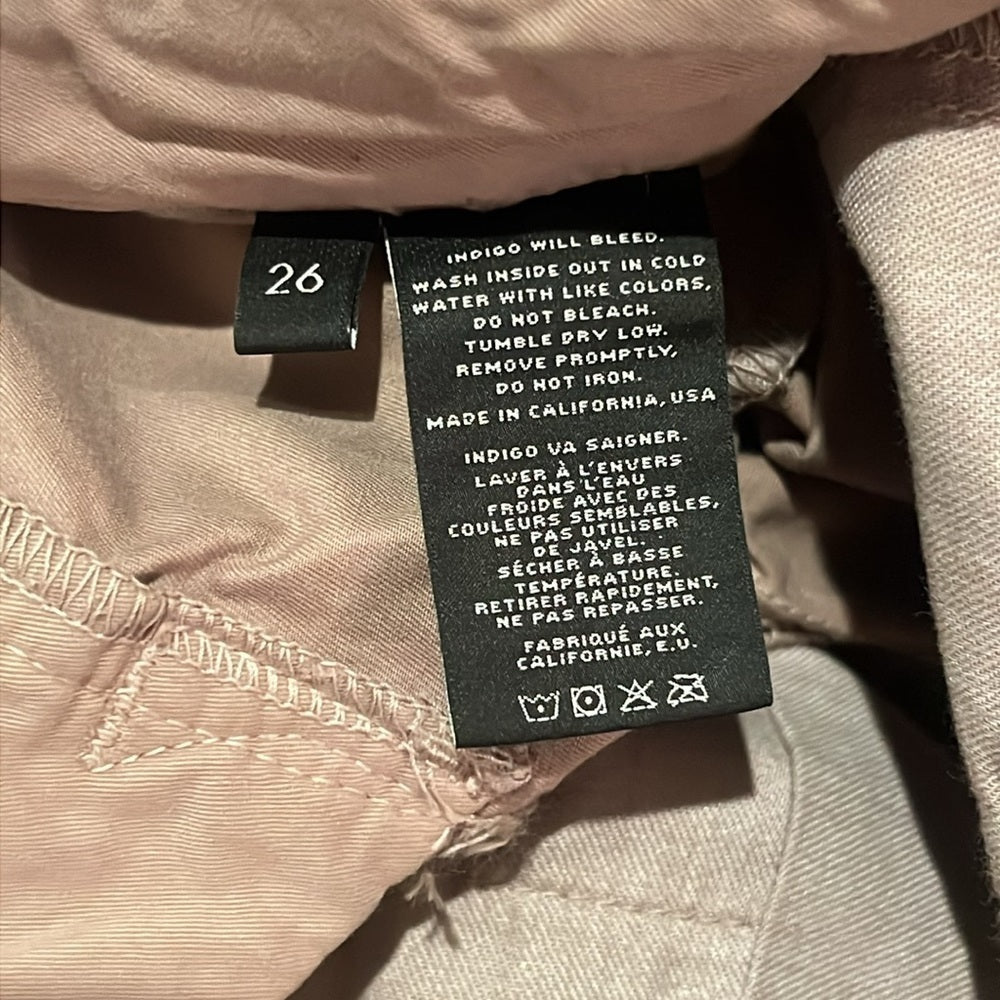 26
INDIGO WILL BLEED.
WASH INSIDE OUT IN COLD
WATER WITH LIKE COLORS,
DO NOT BLEACH.
TUMBLE DRY LOW.
REMOVE PROMPTLY,
DO NOT IRON.
MADE IN CALIFORNIA, USA
INDIGO VA SAIGNER.
LAVER À L'ENVERS
DANS L'EAU
FROIDE AVEC DES
COULEURS SEMBLABLES,
NE PAS UTILISER
DE JAVEL.
SÉCHER À BASSE
TEMPÉRATURE.
RETIRER RAPIDEMENT,
NE PAS REPASSER.
FABRIQUÉ AUX
CALIFORNIE, E.U.